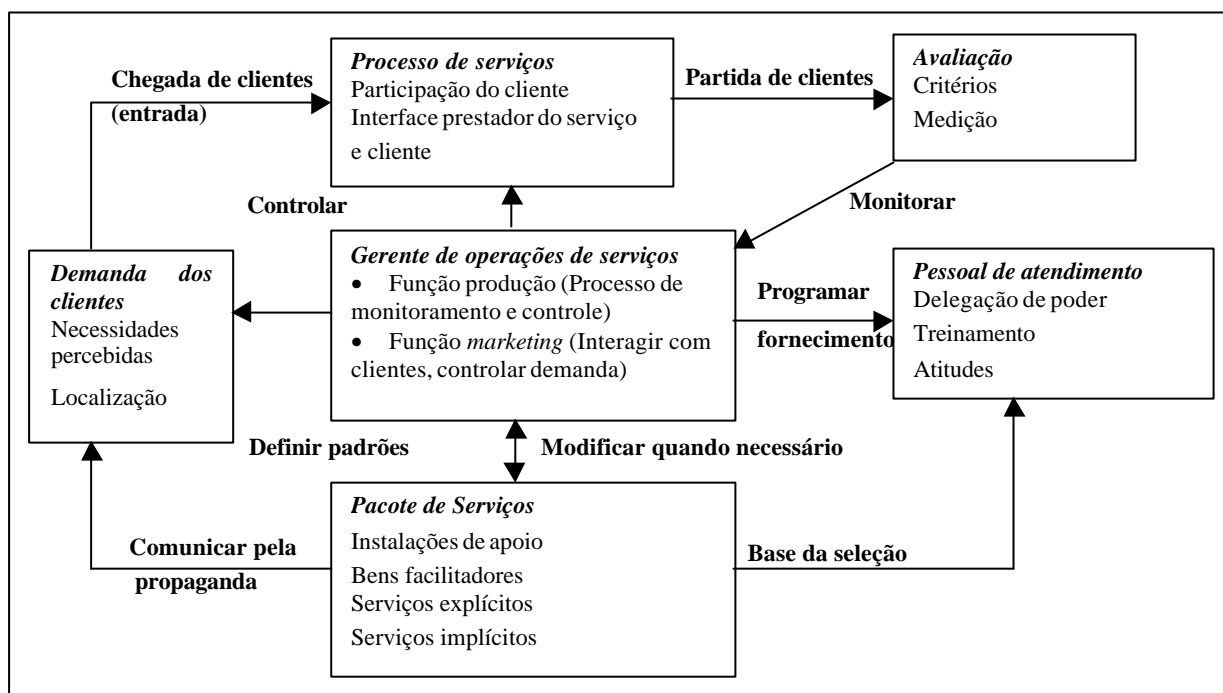 Processo de serviços
Participação do cliente
Interface prestador do serviço
e cliente
Chegada de clientes
(entrada)
Partida de clientes
Avaliação
Critérios
Medição
Controlar
Monitorar
Demanda dos
clientes
Necessidades
percebidas
Localização
Gerente de operações de serviços
• Função produção (Processo de
monitoramento e controle)
• Função marketing (Interagir com
clientes, controlar demanda)
Programar
fornecimento
Pessoal de atendimento
Delegação de poder
Treinamento
Atitudes
Definir padrões
Modificar quando necessário
Pacote de Serviços
Instalações de apoio
Bens facilitadores
Serviços explícitos
Serviços implícitos
Comunicar pela
propaganda
Base da seleção